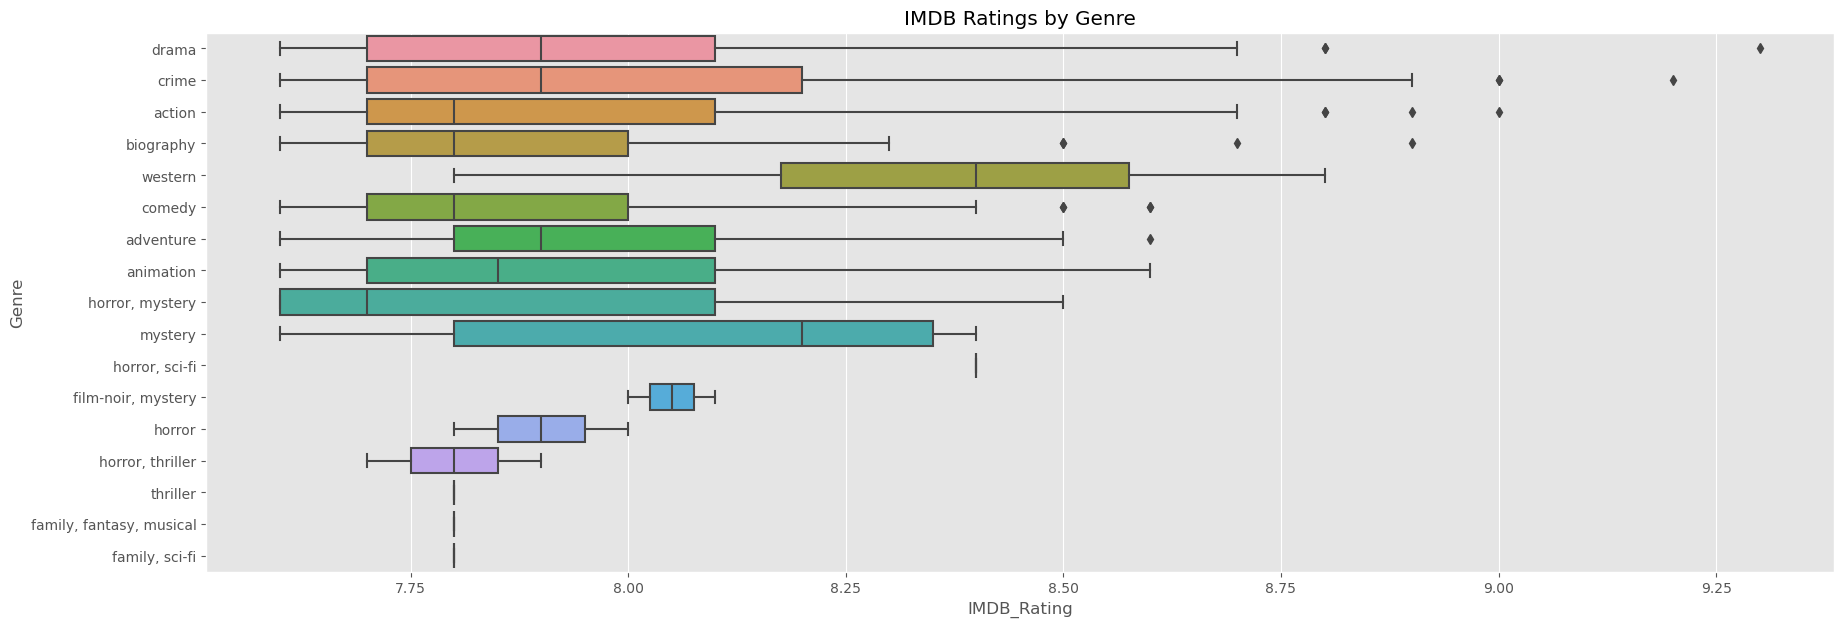 IMDB Ratings by Genre
Genre
drama
crime
action
biography
western
comedy
adventure
animation
horror, mystery
mystery
horror, sci-fi
film-noir, mystery
horror
horror, thriller
thriller
family, fantasy, musical
family, sci-fi
7.75 8.00 8.25 8.50 8.75 9.00 9.25
IMDB_Rating